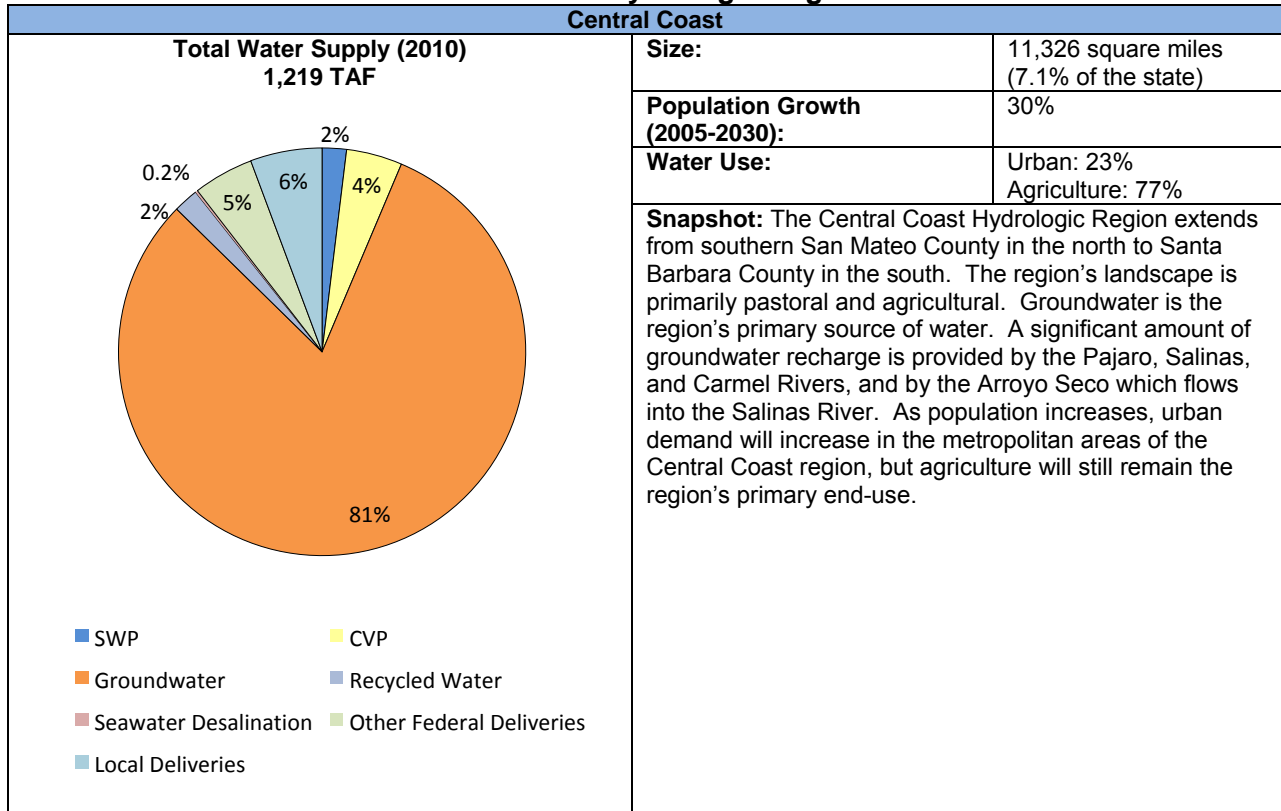 Central Coast
Total Water Supply (2010)
1,219 TAF
2%
4%
81%
2%
0.2%
5%
6%
SWP
CVP
Groundwater
Recycled Water
Seawater Desalination
Other Federal Deliveries
Local Deliveries
Size:
11,326 square miles
(7.1% of the state)
Population Growth
(2005-2030):
30%
Water Use:
Urban: 23%
Agriculture: 77%
Snapshot: The Central Coast Hydrologic Region extends
from southern San Mateo County in the north to Santa
Barbara County in the south. The region’s landscape is
primarily pastoral and agricultural. Groundwater is the
region’s primary source of water. A significant amount of
groundwater recharge is provided by the Pajaro, Salinas,
and Carmel Rivers, and by the Arroyo Seco which flows
into the Salinas River. As population increases, urban
demand will increase in the metropolitan areas of the
Central Coast region, but agriculture will still remain the
region’s primary end-use.